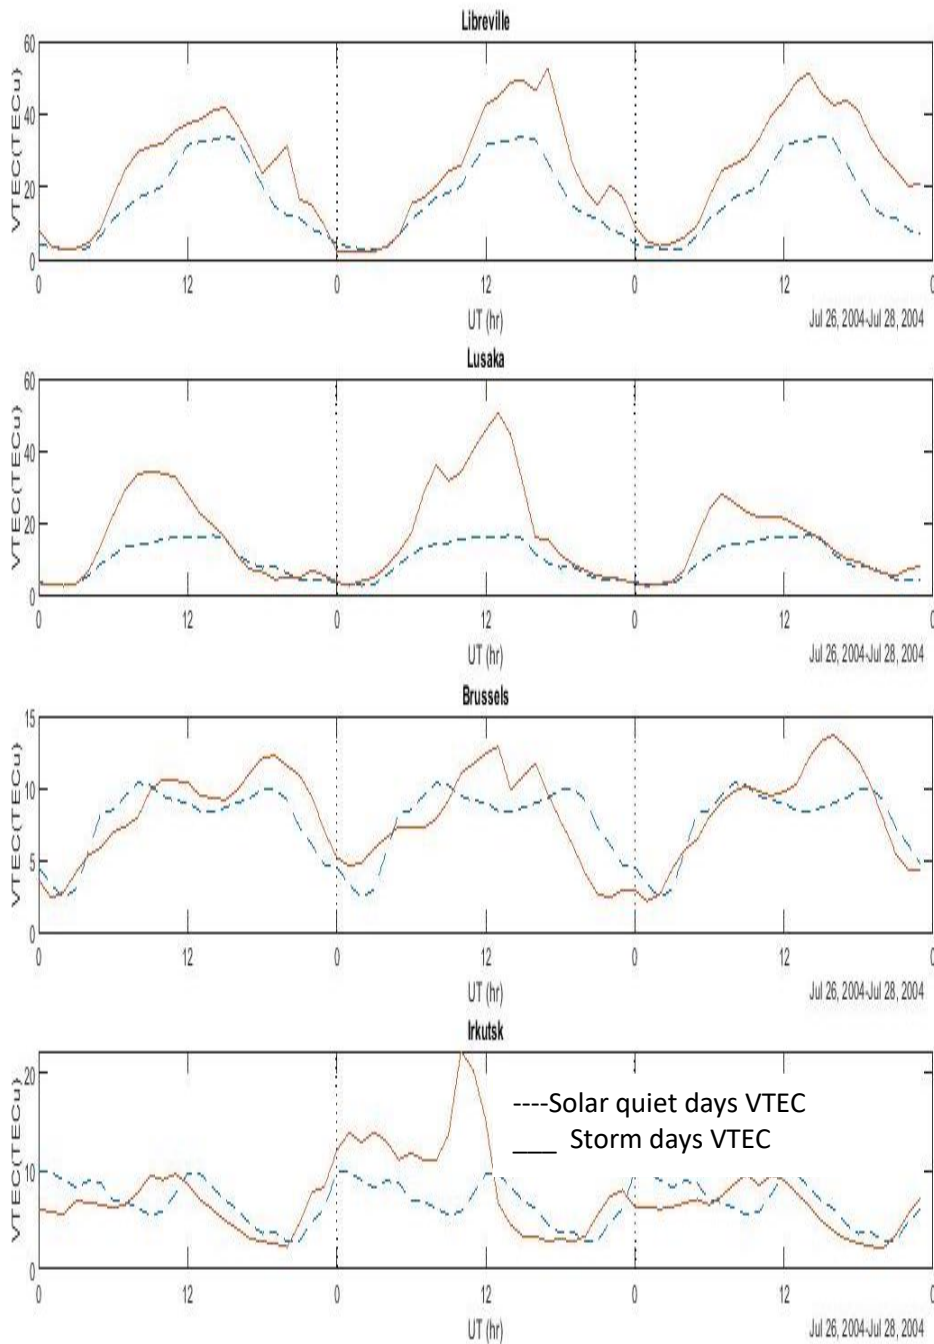 Libreville
60
40
20
0
VTEC(TECu)
0 12 0 12 0 12 0
UT (hr)
Jul 26, 2004-Jul 28, 2004
Lusaka
60
40
20
0
VTEC(TECu)
0 12 0 12 0 12 0
UT (hr)
Jul 26, 2004-Jul 28, 2004
Brussels
15
10
5
0
VTEC(TECu)
0 12 0 12 0 12 0
UT (hr)
Jul 26, 2004-Jul 28, 2004
Irkutsk
20
10
0
VTEC(TECu)
----Solar quiet days VTEC
___ Storm days VTEC
0 12 0 12 0 12 0
UT (hr)
Jul 26, 2004-Jul 28, 2004